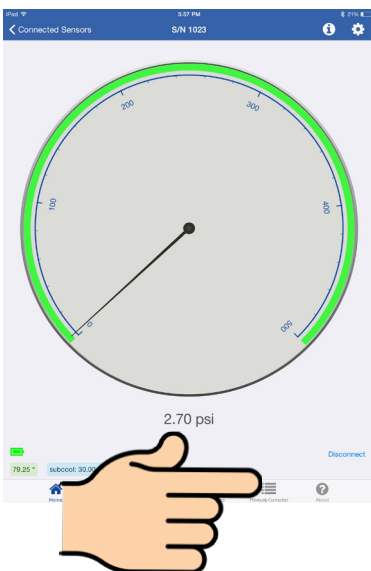 iPad 3:57 PM 21%
Connected Sensors S/N 1023
200 300
100 400
0 500
2.70 psi
Disconnect
79.25 ° subcool: 30.00
Home Previously Connected About